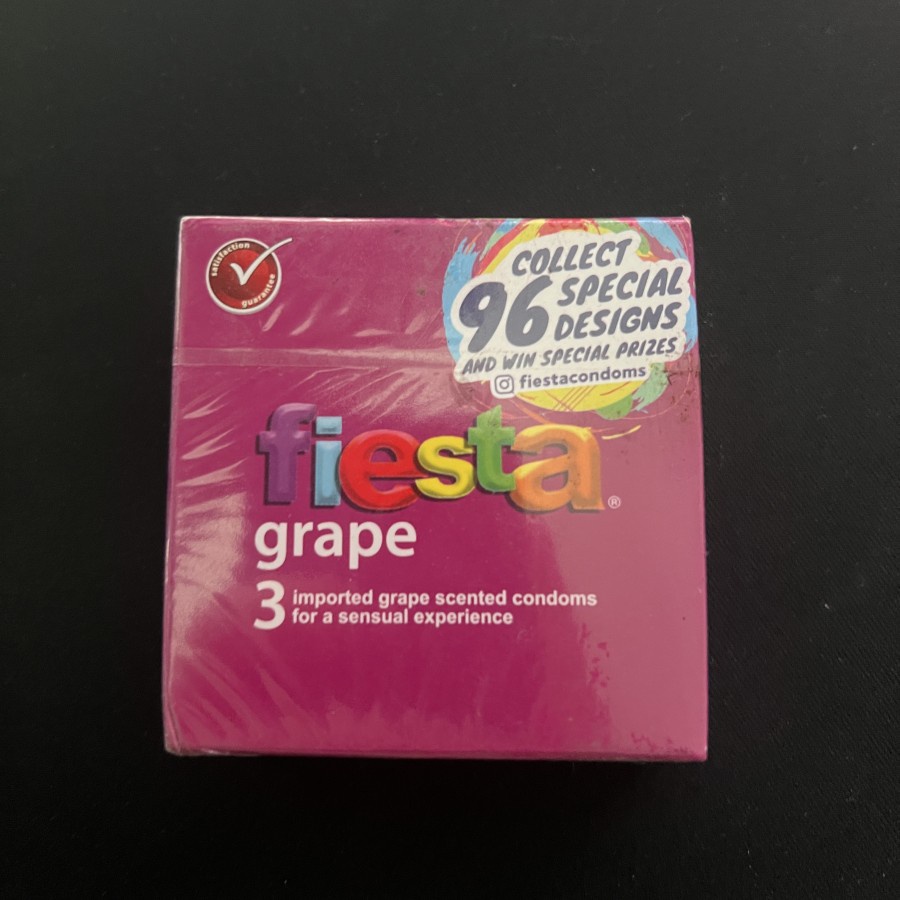 satisfaction
guarantee
COLLECT
96 SPECIAL
DESIGNS
AND WIN SPECIAL PRIZES
fiestacondoms
fiesta®
grape
3 imported grape scented condoms
for a sensual experience